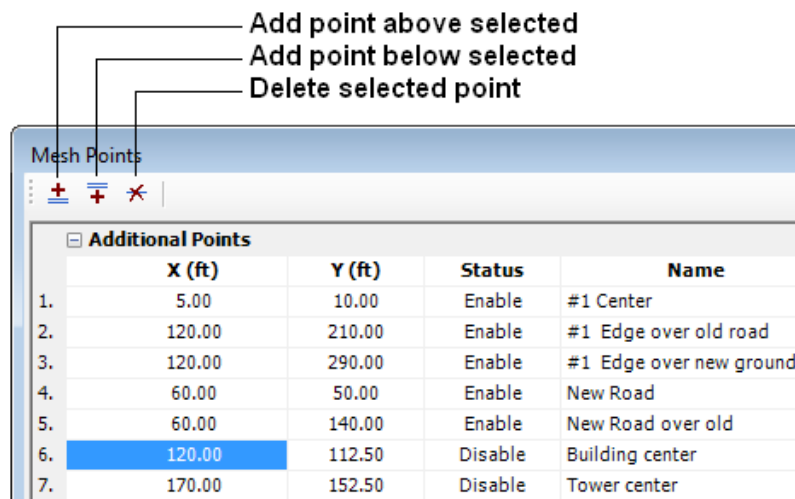 Add point above selected
Add point below selected
Delete selected point
Mesh Points
Additional Points
X (ft) Y (ft) Status Name
1. 5.00 10.00 Enable #1 Center
2. 120.00 210.00 Enable #1 Edge over old road
3. 120.00 290.00 Enable #1 Edge over new ground
4. 60.00 50.00 Enable New Road
5. 60.00 140.00 Enable New Road over old
6. 120.00 112.50 Disable Building center
7. 170.00 152.50 Disable Tower center